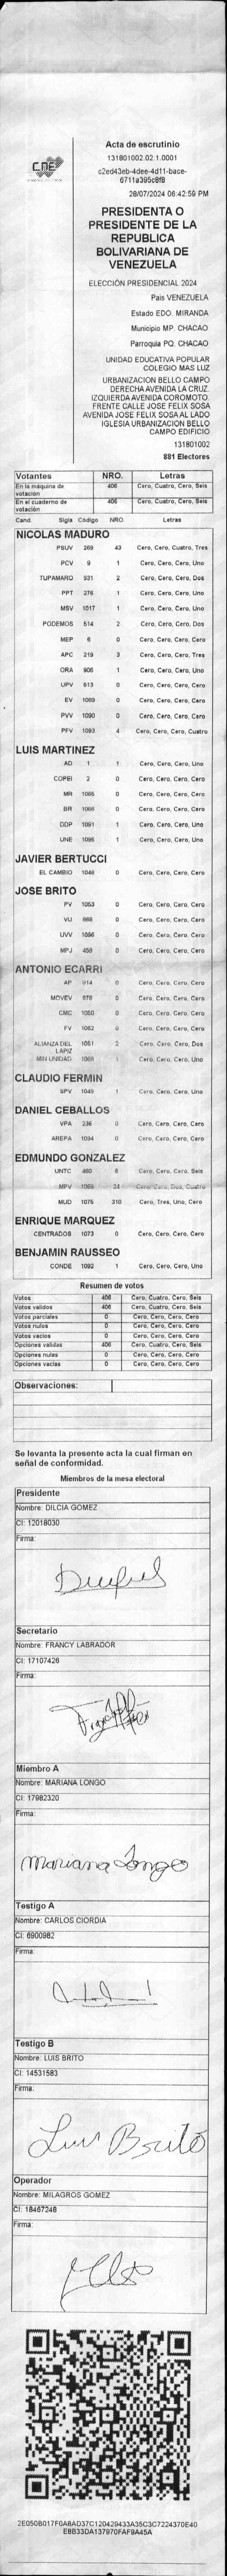 CNE
Acta de escrutinio
131801002.02.1.0001
c2ed43eb-4dee-4d11-bace-
6711a395c8f8
28/07/2024 06:42:59 PM
PRESIDENTA O
PRESIDENTE DE LA
REPUBLICA
BOLIVARIANA DE
VENEZUELA
ELECCIÓN PRESIDENCIAL 2024
Pais VENEZUELA
Estado EDO. MIRANDA
Municipio MP. CHACAO
Parroquia PQ. CHACAO
UNIDAD EDUCATIVA POPULAR
COLEGIO MAS LUZ
URBANIZACION BELLO CAMPO
DERECHA AVENIDA LA CRUZ.
IZQUIERDA AVENIDA COROMOTO.
FRENTE CALLE JOSE FELIX SOSA
AVENIDA JOSE FELIX SOSA AL LADO
IGLESIA URBANIZACION BELLO
CAMPO EDIFICIO
131801002
881 Electores
Votantes NRO. Letras
En la máquina de votación 406 Cero, Cuatro, Cero, Seis
En el cuaderno de votación 406 Cero, Cuatro, Cero, Seis
Cand. Sigla Código NRO. Letras
NICOLAS MADURO
PSUV 269 43 Cero, Cero, Cuatro, Tres
PCV 9 1 Cero, Cero, Cero, Uno
TUPAMARO 931 2 Cero, Cero, Cero, Dos
PPT 276 1 Cero, Cero, Cero, Uno
MSV 1017 1 Cero, Cero, Cero, Uno
PODEMOS 514 2 Cero, Cero, Cero, Dos
MEP 6 0 Cero, Cero, Cero, Cero
APC 219 3 Cero, Cero, Cero, Tres
ORA 906 1 Cero, Cero, Cero, Uno
UPV 613 0 Cero, Cero, Cero, Cero
EV 1089 0 Cero, Cero, Cero, Cero
PVV 1090 0 Cero, Cero, Cero, Cero
PFV 1093 4 Cero, Cero, Cero, Cuatro
LUIS MARTINEZ
AD 1 1 Cero, Cero, Cero, Uno
COPEI 2 0 Cero, Cero, Cero, Cero
MR 1065 0 Cero, Cero, Cero, Cero
BR 1066 0 Cero, Cero, Cero, Cero
DDP 1091 1 Cero, Cero, Cero, Uno
UNE 1095 1 Cero, Cero, Cero, Uno
JAVIER BERTUCCI
EL CAMBIO 1048 0 Cero, Cero, Cero, Cero
JOSE BRITO
PV 1053 0 Cero, Cero, Cero, Cero
VU 868 0 Cero, Cero, Cero, Cero
UVV 1096 0 Cero, Cero, Cero, Cero
MPJ 459 0 Cero, Cero, Cero, Cero
ANTONIO ECARRI
AP 814 0 Cero, Cero, Cero, Cero
MOVEV 678 0 Cero, Cero, Cero, Cero
CMC 1050 0 Cero, Cero, Cero, Cero
FV 1062 0 Cero, Cero, Cero, Cero
ALIANZA DEL LAPIZ 1051 2 Cero, Cero, Cero, Dos
MIN UNIDAD 1068 1 Cero, Cero, Cero, Uno
CLAUDIO FERMIN
SPV 1049 1 Cero, Cero, Cero, Uno
DANIEL CEBALLOS
VPA 236 0 Cero, Cero, Cero, Cero
AREPA 1094 0 Cero, Cero, Cero, Cero
EDMUNDO GONZALEZ
UNTC 460 6 Cero, Cero, Cero, Seis
MPV 1069 24 Cero, Cero, Dos, Cuatro
MUD 1075 310 Cero, Tres, Uno, Cero
ENRIQUE MARQUEZ
CENTRADOS 1073 0 Cero, Cero, Cero, Cero
BENJAMIN RAUSSEO
CONDE 1092 1 Cero, Cero, Cero, Uno
Resumen de votos
Votos 406 Cero, Cuatro, Cero, Seis
Votos validos 406 Cero, Cuatro, Cero, Seis
Votos parciales 0 Cero, Cero, Cero, Cero
Votos nulos 0 Cero, Cero, Cero, Cero
Votos vacios 0 Cero, Cero, Cero, Cero
Opciones validas 406 Cero, Cuatro, Cero, Seis
Opciones nulas 0 Cero, Cero, Cero, Cero
Opciones vacias 0 Cero, Cero, Cero, Cero
Observaciones:
Se levanta la presente acta la cual firman en
señal de conformidad.
Miembros de la mesa electoral
Presidente
Nombre: DILCIA GOMEZ
CI: 12018030
Firma:
Secretario
Nombre: FRANCY LABRADOR
CI: 17107426
Firma:
Miembro A
Nombre: MARIANA LONGO
CI: 17982320
Firma:
Mariana Longo
Testigo A
Nombre: CARLOS CIORDIA
CI: 6900982
Firma:
Testigo B
Nombre: LUIS BRITO
CI: 14531583
Firma:
Luis Brito
Operador
Nombre: MILAGROS GOMEZ
CI: 18467248
Firma:
2E050B017F0A8AD37C120429433A35C3C7224370E40
E8B33DA137970FAF9A45A